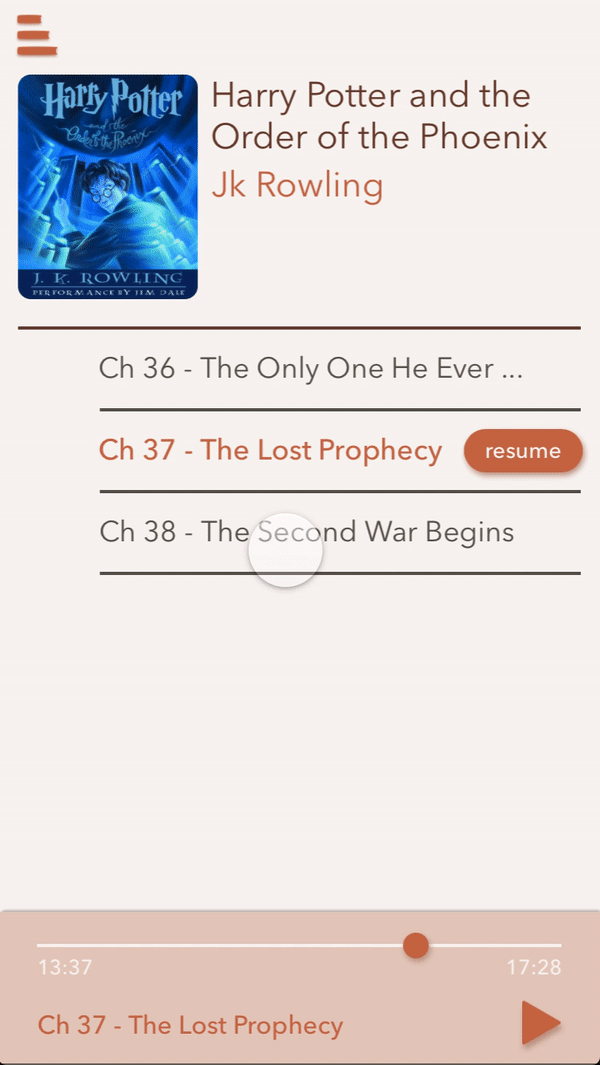 Harry Potter
and the
Order of the Phoenix
J. K. ROWLING
PERFORMANCE BY JIM DALE
Harry Potter and the
Order of the Phoenix
Jk Rowling
Ch 36 - The Only One He Ever ...
Ch 37 - The Lost Prophecy resume
Ch 38 - The Second War Begins
13:37 17:28
Ch 37 - The Lost Prophecy